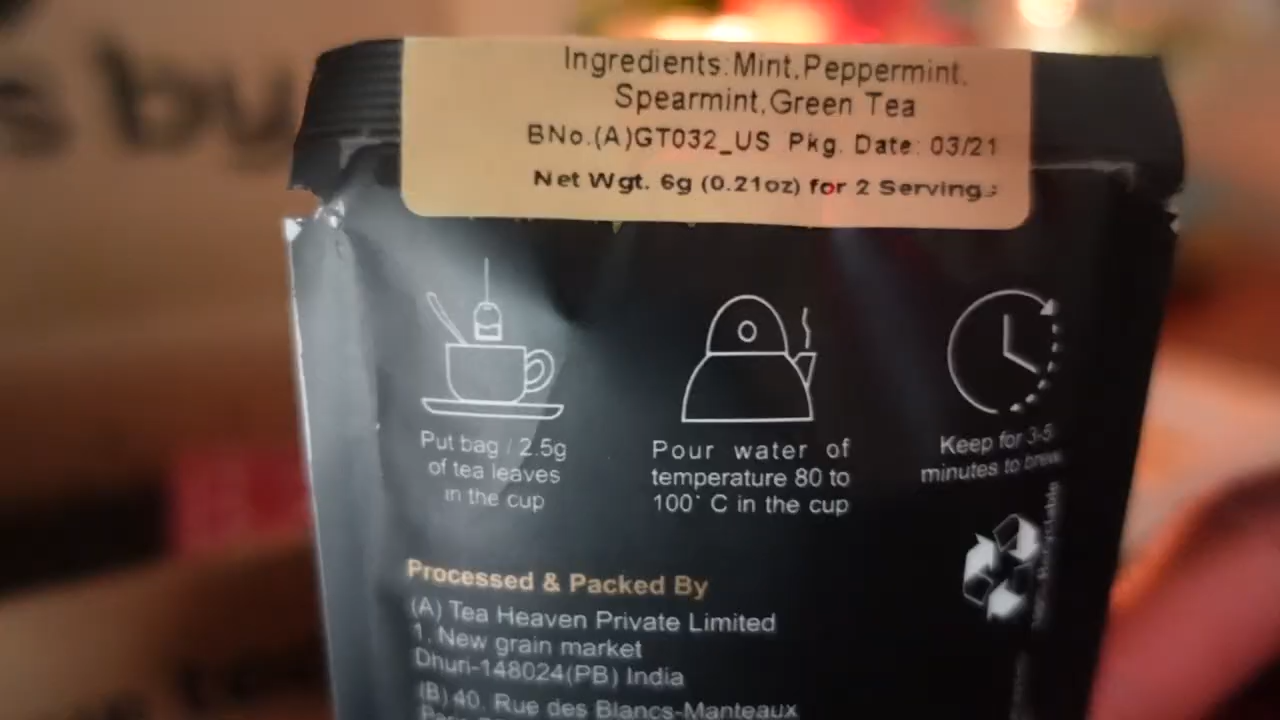 s bu
Ingredients:Mint,Peppermint,
Spearmint,Green Tea
BNo.(A)GT032_US Pkg. Date: 03/21
Net Wgt. 6g (0.21oz) for 2 Servings
Put bag / 2.5g
of tea leaves
in the cup
Pour water of
temperature 80 to
100° C in the cup
Keep for 3-5
minutes to brew
Processed & Packed By
(A) Tea Heaven Private Limited
1, New grain market
Dhuri-148024(PB) India
(B) 40, Rue des Blancs-Manteaux